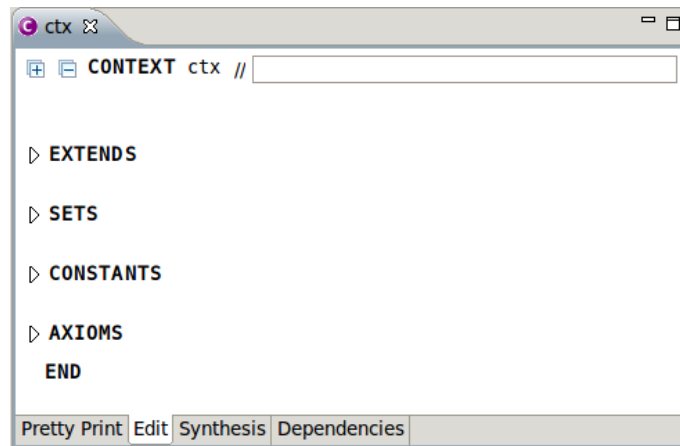 ctx
CONTEXT ctx //
EXTENDS
SETS
CONSTANTS
AXIOMS
END
Pretty Print Edit Synthesis Dependencies